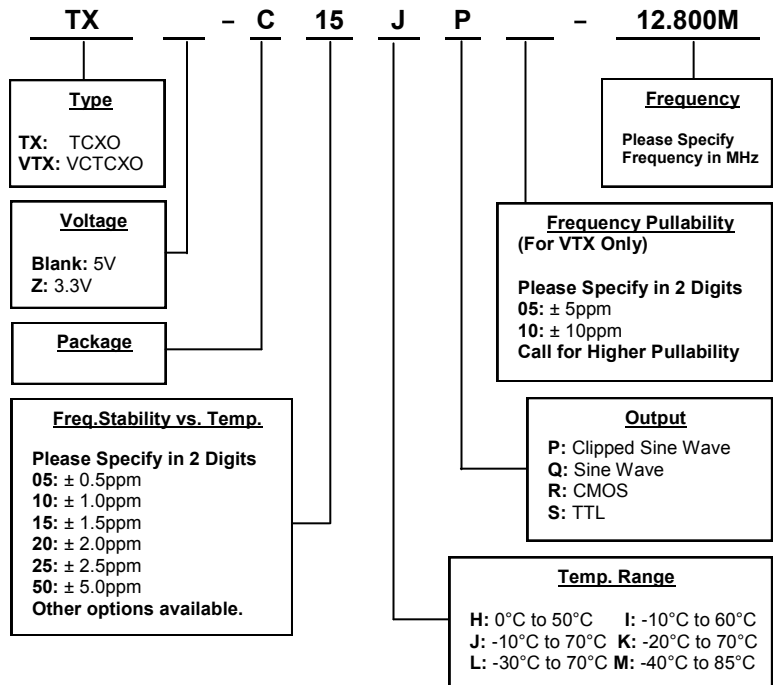 TX – C 15 J P – 12.800M
Type
TX: TCXO
VTX: VCTCXO
Voltage
Blank: 5V
Z: 3.3V
Package
Freq.Stability vs. Temp.
Please Specify in 2 Digits
05: ± 0.5ppm
10: ± 1.0ppm
15: ± 1.5ppm
20: ± 2.0ppm
25: ± 2.5ppm
50: ± 5.0ppm
Other options available.
Frequency
Please Specify
Frequency in MHz
Frequency Pullability
(For VTX Only)
Please Specify in 2 Digits
05: ± 5ppm
10: ± 10ppm
Call for Higher Pullability
Output
P: Clipped Sine Wave
Q: Sine Wave
R: CMOS
S: TTL
Temp. Range
H: 0°C to 50°C I: -10°C to 60°C
J: -10°C to 70°C K: -20°C to 70°C
L: -30°C to 70°C M: -40°C to 85°C